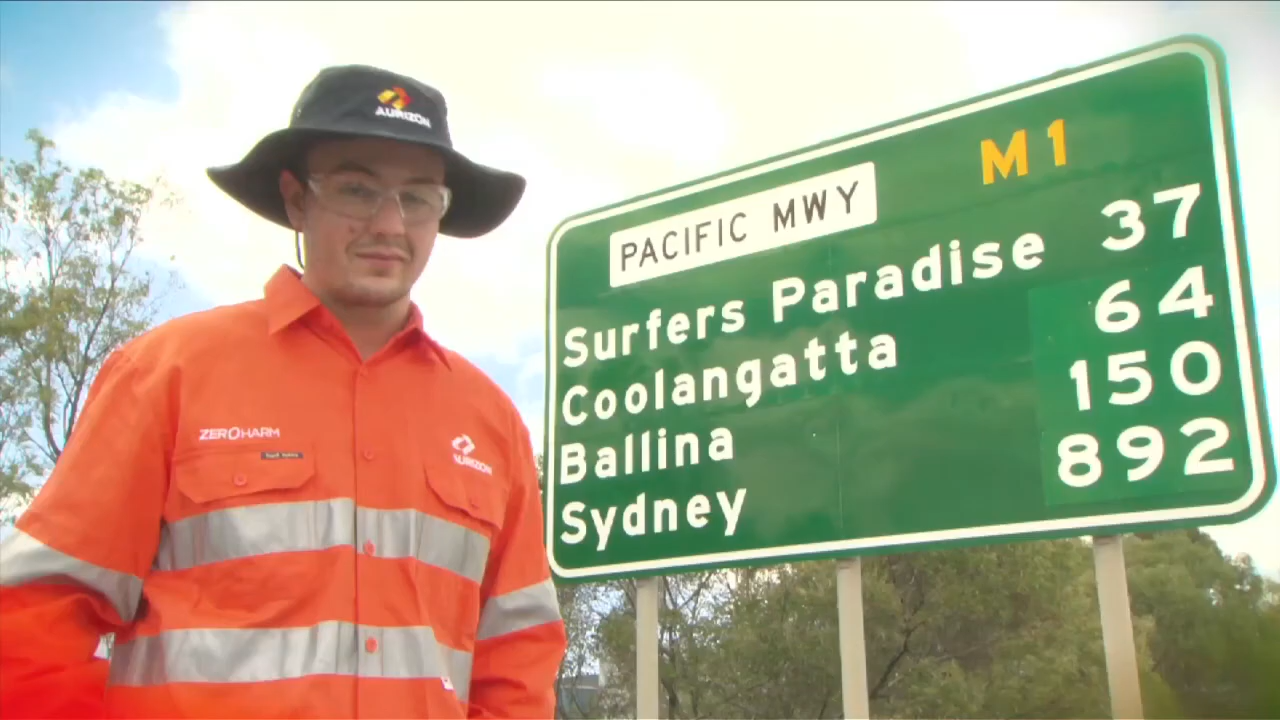 AURIZON
ZEROHARM
AURIZON
M1
PACIFIC MWY
Surfers Paradise 37
Coolangatta 64
Ballina 150
Sydney 892